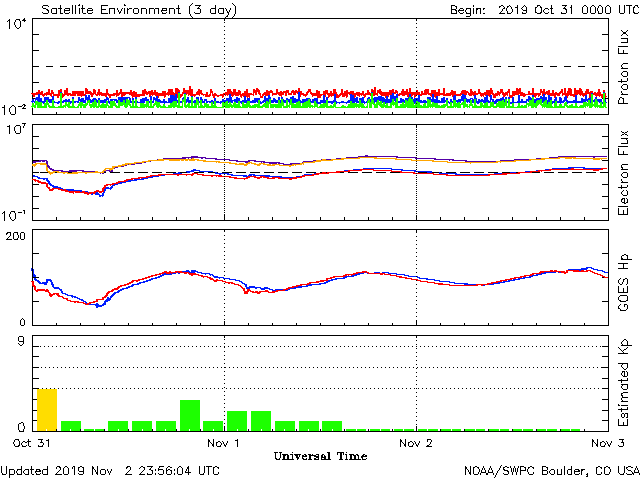 Satellite Environment (3 day) Begin: 2019 Oct 31 0000 UTC
10^4
10^-2
Proton Flux
10^7
10^-1
Electron Flux
200
0
GOES Hp
9
0
Estimated Kp
Oct 31 Nov 1 Nov 2 Nov 3
Universal Time
Updated 2019 Nov 2 23:56:04 UTC NOAA/SWPC Boulder, CO USA